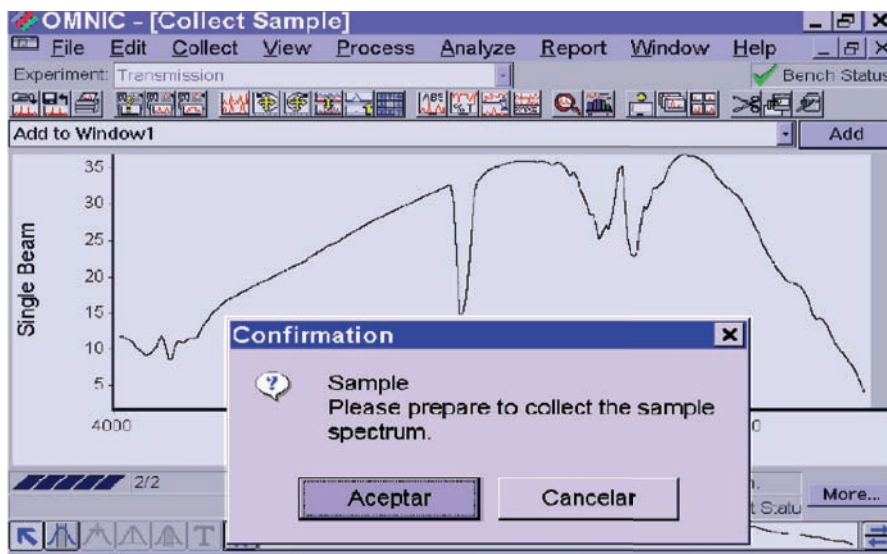 OMNIC - [Collect Sample]
File Edit Collect View Process Analyze Report Window Help
Experiment: Transmission
Bench Status
Add to Window1
Add
Single Beam
35
30
25
20
15
10
5
4000
Confirmation
Sample
Please prepare to collect the sample
spectrum.
Aceptar
Cancelar
2/2
More...
T